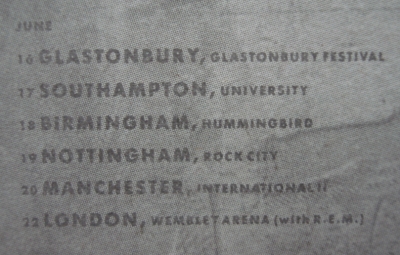 JUNE
16 GLASTONBURY, GLASTONBURY FESTIVAL
17 SOUTHAMPTON, UNIVERSITY
18 BIRMINGHAM, HUMMINGBIRD
19 NOTTINGHAM, ROCK CITY
20 MANCHESTER, INTERNATIONAL II
22 LONDON, WEMBLEY ARENA (with R.E.M.)